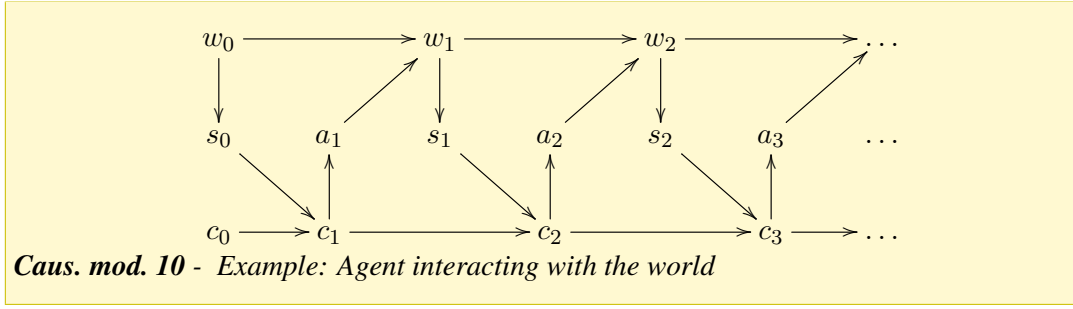 w₀ w₁ w₂ …
s₀ a₁ s₁ a₂ s₂ a₃ …
c₀ c₁ c₂ c₃ …
Caus. mod. 10 - Example: Agent interacting with the world